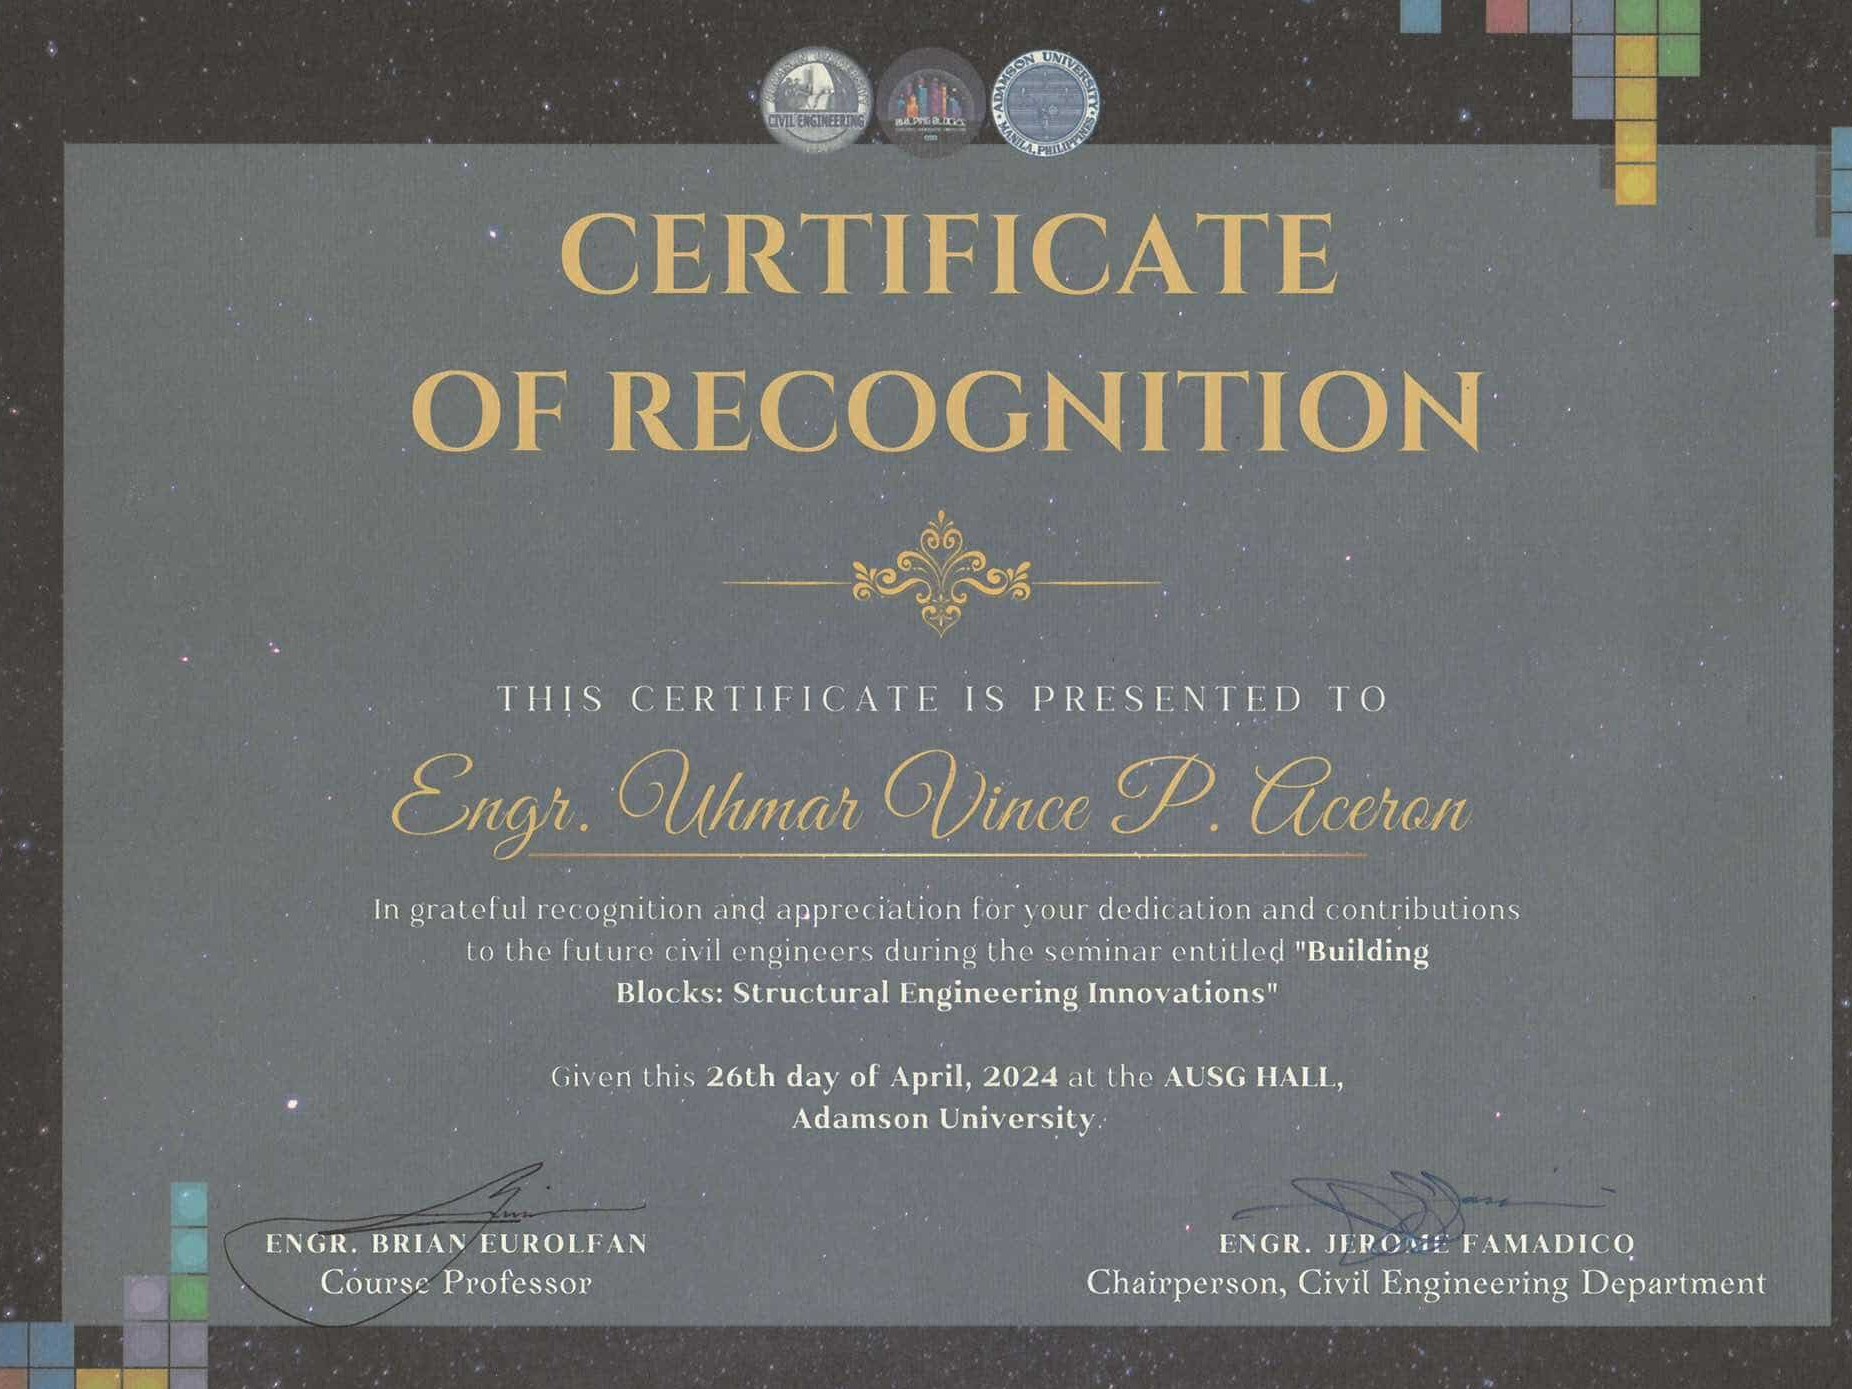 CIVIL ENGINEERING
BUILDING BLOCKS
ADAMSON UNIVERSITY
MANILA, PHILIPPINES
CERTIFICATE
OF RECOGNITION
THIS CERTIFICATE IS PRESENTED TO
Engr. Uhmar Vince P. Aceron
In grateful recognition and appreciation for your dedication and contributions
to the future civil engineers during the seminar entitled "Building
Blocks: Structural Engineering Innovations"
Given this 26th day of April, 2024 at the AUSG HALL,
Adamson University.
ENGR. BRIAN EUROLFAN
Course Professor
ENGR. JEROME FAMADICO
Chairperson, Civil Engineering Department